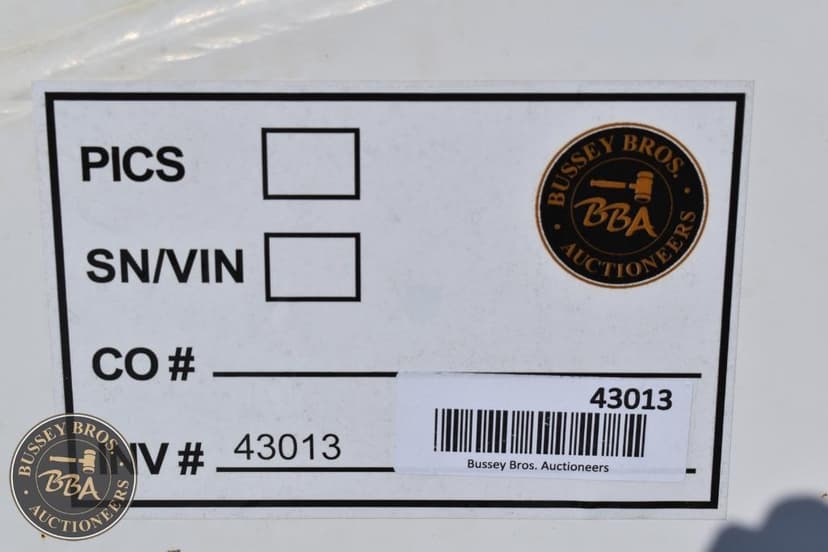 PICS
BUSSEY BROS.
BBA
AUCTIONEERS
SN/VIN
CO #
43013
INV # 43013
Bussey Bros. Auctioneers
BUSSEY BROS.
BBA
AUCTIONEERS